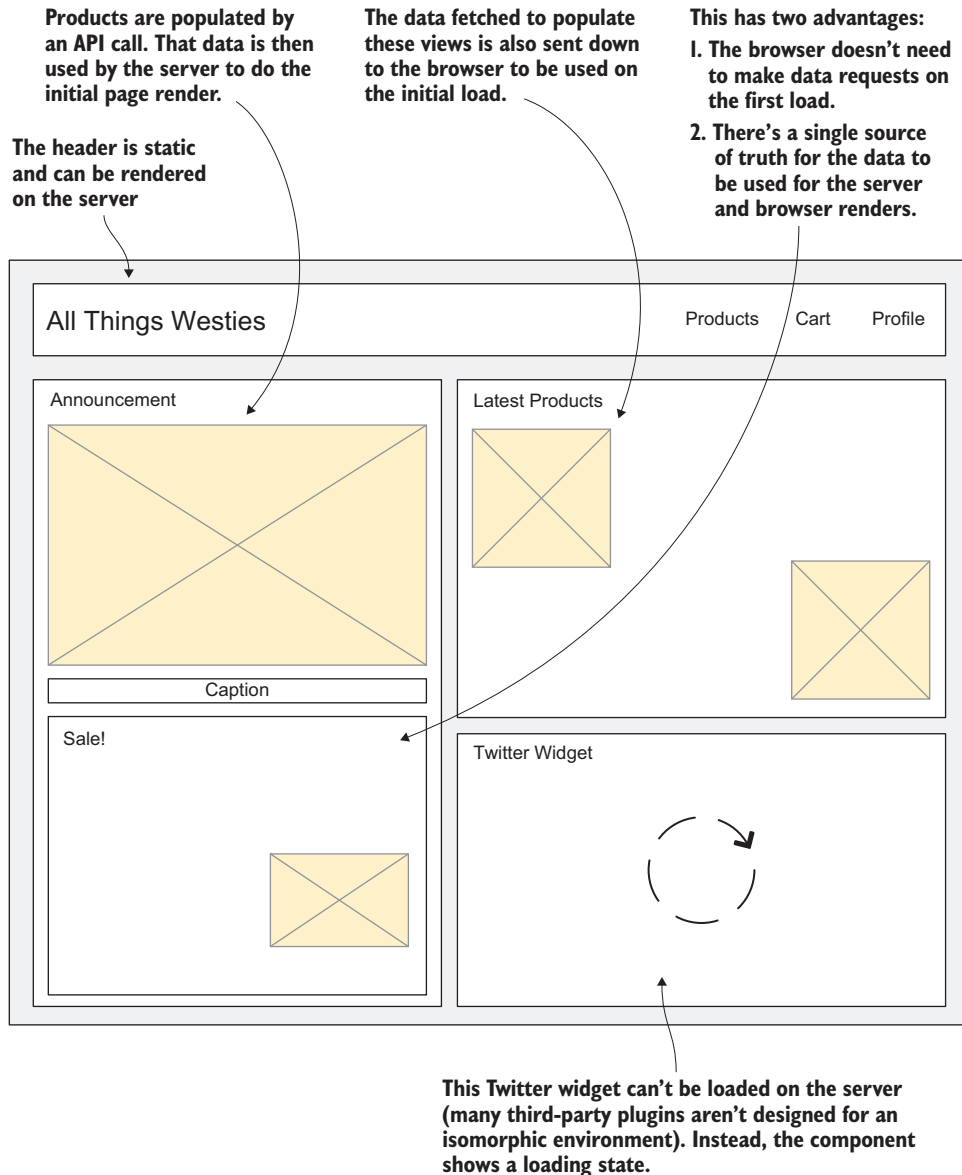 Products are populated by
an API call. That data is then
used by the server to do the
initial page render.
The data fetched to populate
these views is also sent down
to the browser to be used on
the initial load.
This has two advantages:
1. The browser doesn't need
to make data requests on
the first load.
2. There's a single source
of truth for the data to
be used for the server
and browser renders.
The header is static
and can be rendered
on the server
All Things Westies
Products
Cart
Profile
Announcement
Caption
Sale!
Latest Products
Twitter Widget
This Twitter widget can't be loaded on the server
(many third-party plugins aren't designed for an
isomorphic environment). Instead, the component
shows a loading state.